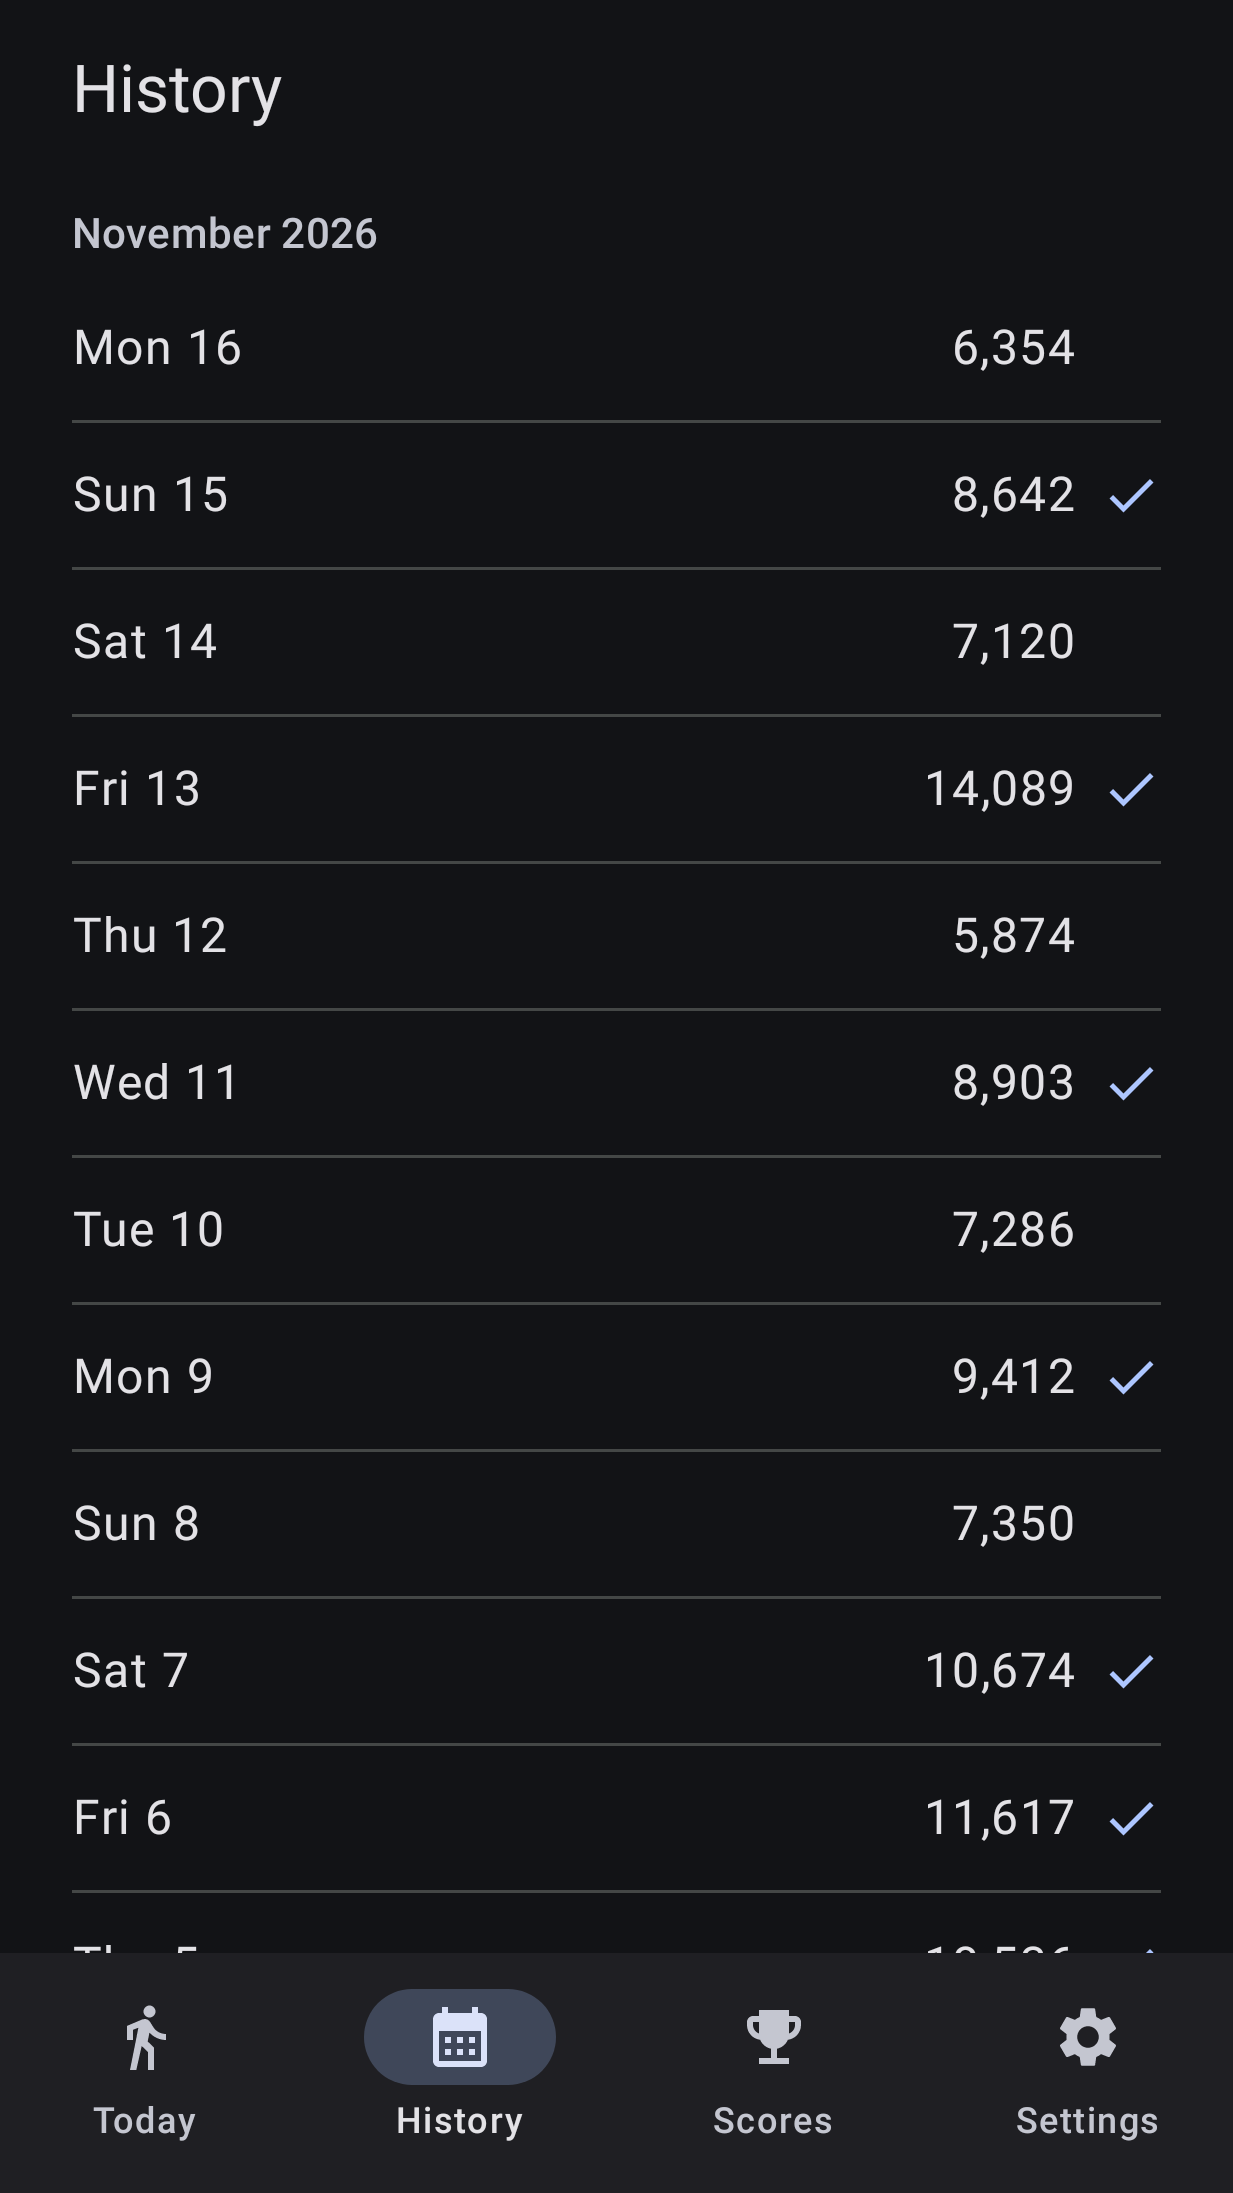 History
November 2026
Mon 16 6,354
Sun 15 8,642
Sat 14 7,120
Fri 13 14,089
Thu 12 5,874
Wed 11 8,903
Tue 10 7,286
Mon 9 9,412
Sun 8 7,350
Sat 7 10,674
Fri 6 11,617
Today History Scores Settings